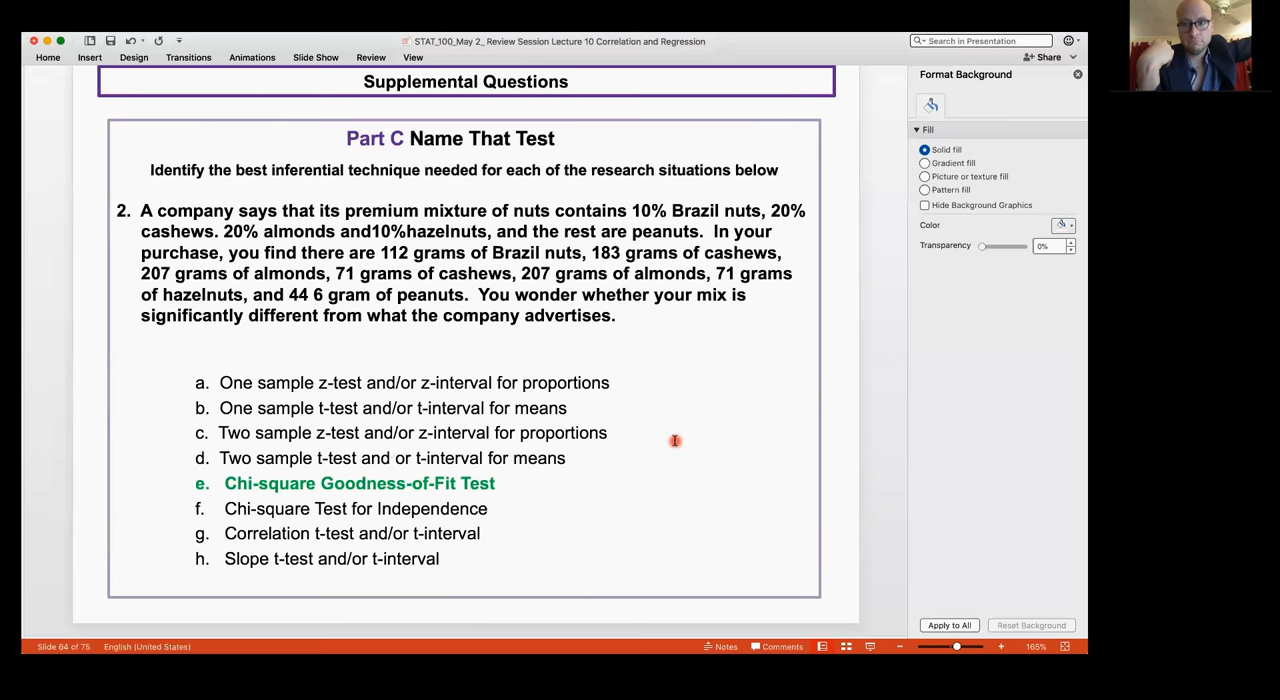 STAT_100_May 2_ Review Session Lecture 10 Correlation and Regression
Search in Presentation
Home Insert Design Transitions Animations Slide Show Review View
Share
Format Background
Fill
Solid fill
Gradient fill
Picture or texture fill
Pattern fill
Hide Background Graphics
Color
Transparency 0%
Apply to All Reset Background
Supplemental Questions
Part C Name That Test
Identify the best inferential technique needed for each of the research situations below
2. A company says that its premium mixture of nuts contains 10% Brazil nuts, 20%
cashews. 20% almonds and10%hazelnuts, and the rest are peanuts. In your
purchase, you find there are 112 grams of Brazil nuts, 183 grams of cashews,
207 grams of almonds, 71 grams of cashews, 207 grams of almonds, 71 grams
of hazelnuts, and 44 6 gram of peanuts. You wonder whether your mix is
significantly different from what the company advertises.
a. One sample z-test and/or z-interval for proportions
b. One sample t-test and/or t-interval for means
c. Two sample z-test and/or z-interval for proportions
d. Two sample t-test and or t-interval for means
e. Chi-square Goodness-of-Fit Test
f. Chi-square Test for Independence
g. Correlation t-test and/or t-interval
h. Slope t-test and/or t-interval
Slide 64 of 75 English (United States) Notes Comments 165%